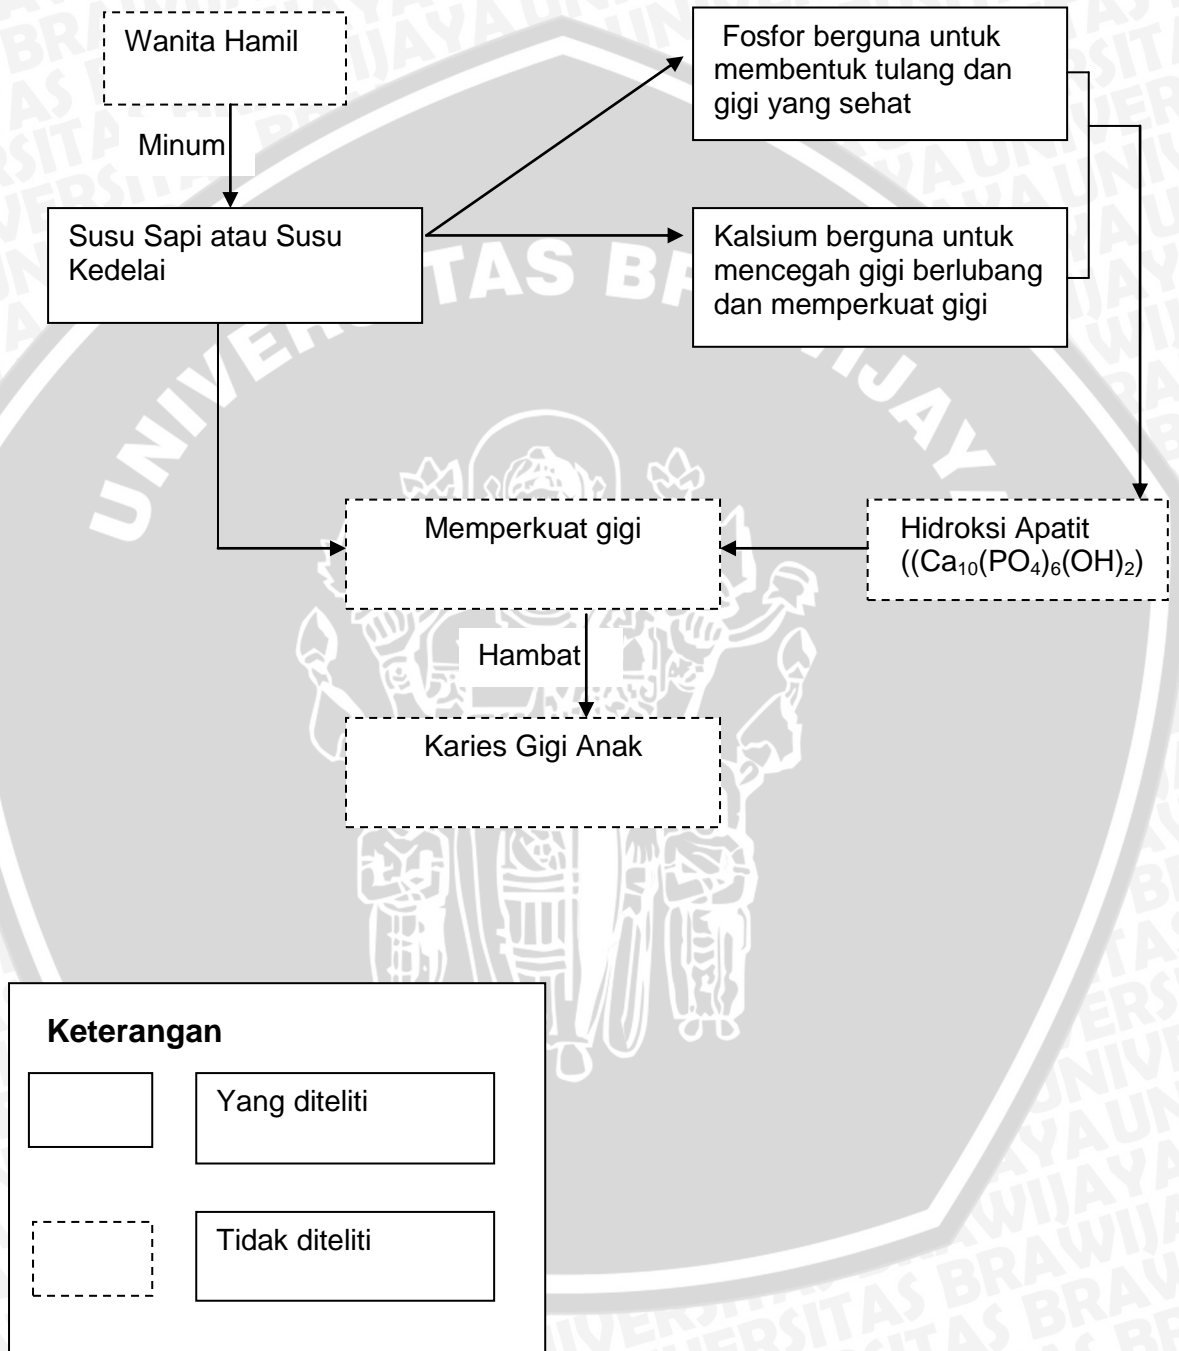 Wanita Hamil
Minum
Susu Sapi atau Susu
Kedelai
Fosfor berguna untuk
membentuk tulang dan
gigi yang sehat
Kalsium berguna untuk
mencegah gigi berlubang
dan memperkuat gigi
Hidroksi Apatit
((Ca₁₀(PO₄)₆(OH)₂)
Memperkuat gigi
Hambat
Karies Gigi Anak
Keterangan
Yang diteliti
Tidak diteliti